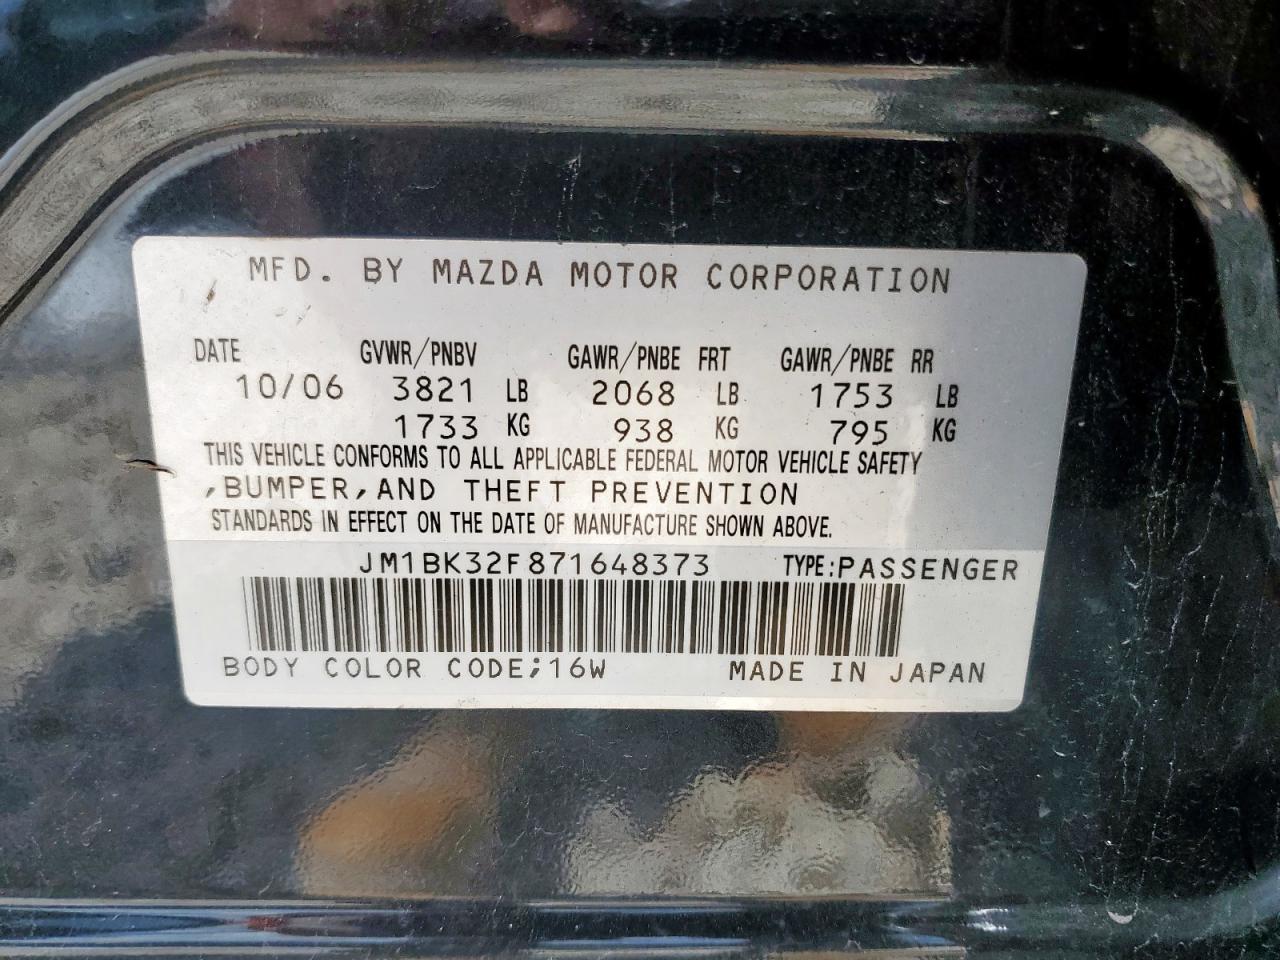 MFD. BY MAZDA MOTOR CORPORATION
DATE GVWR/PNBV GAWR/PNBE FRT GAWR/PNBE RR
10/06 3821 LB 2068 LB 1753 LB
1733 KG 938 KG 795 KG
THIS VEHICLE CONFORMS TO ALL APPLICABLE FEDERAL MOTOR VEHICLE SAFETY
,BUMPER,AND THEFT PREVENTION
STANDARDS IN EFFECT ON THE DATE OF MANUFACTURE SHOWN ABOVE.
JM1BK32F871648373 TYPE:PASSENGER
BODY COLOR CODE;16W MADE IN JAPAN